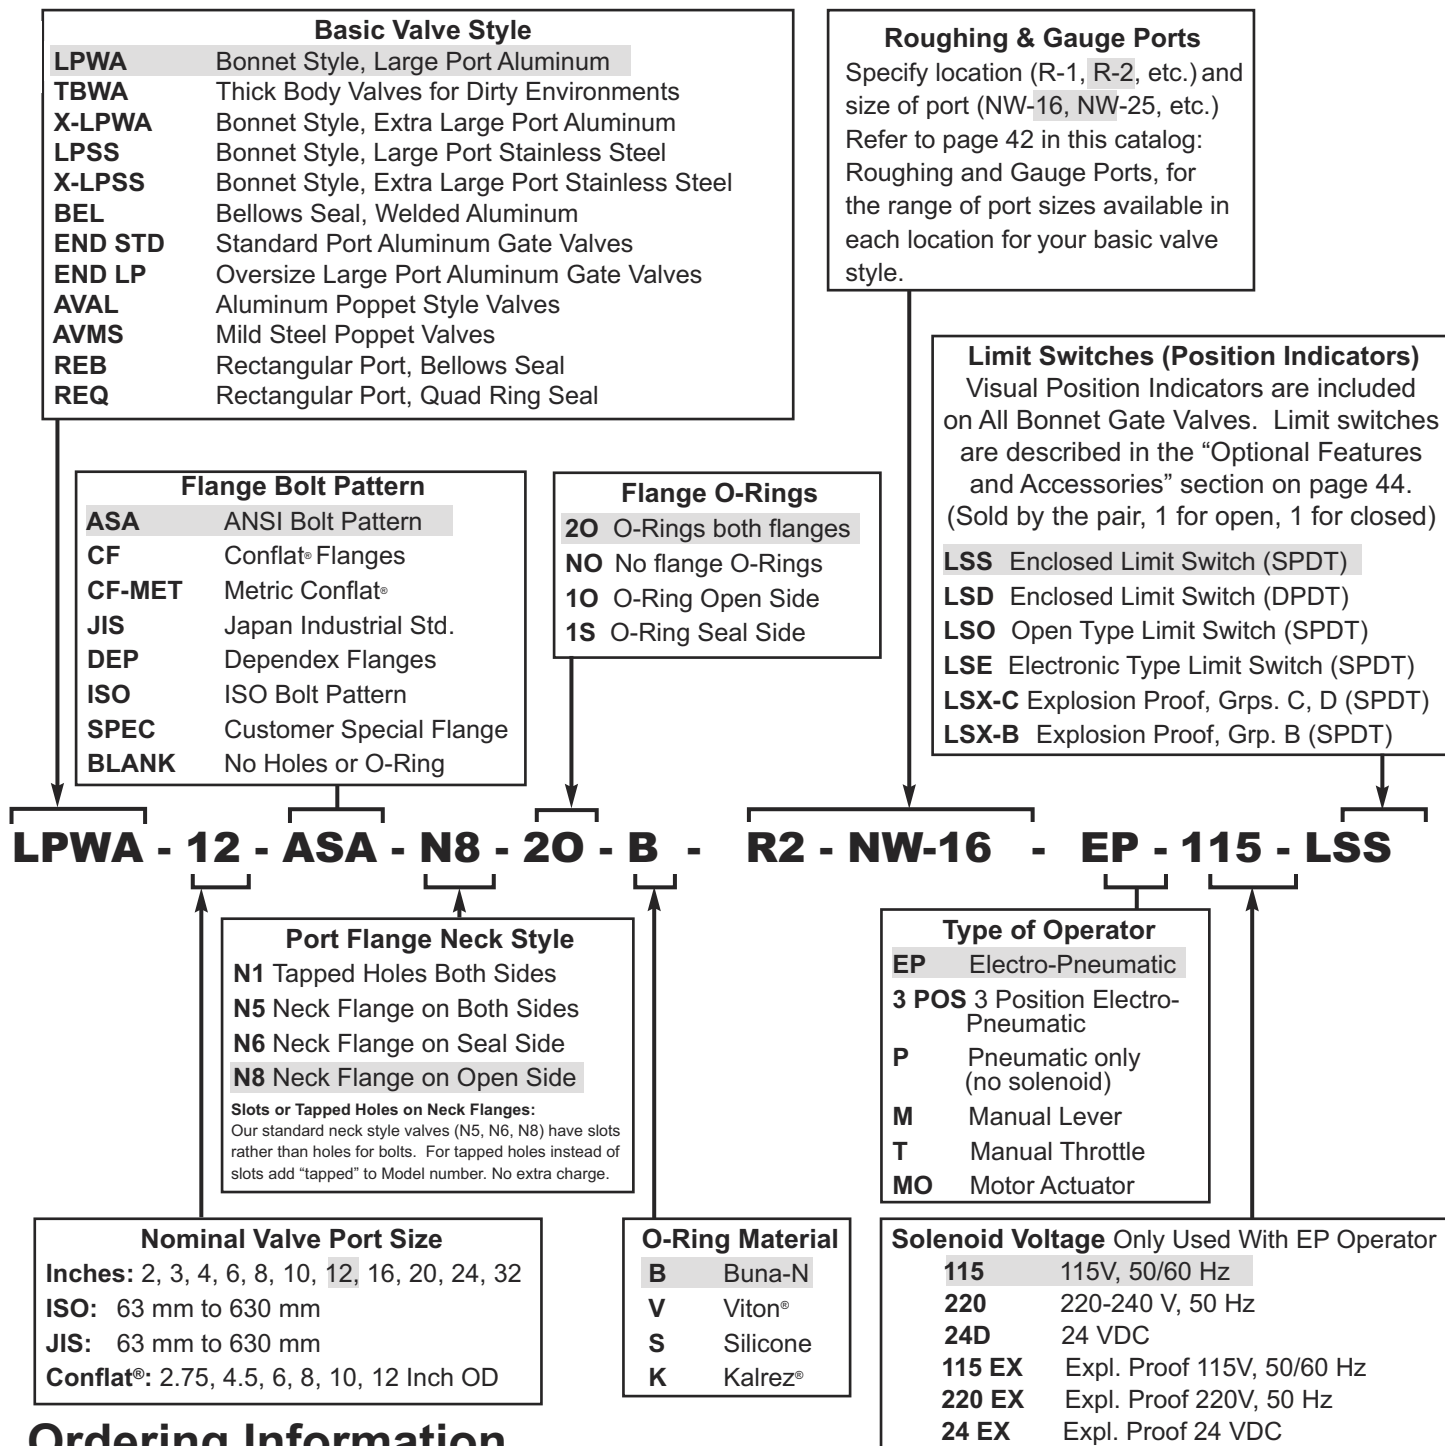 Basic Valve Style
LPWA Bonnet Style, Large Port Aluminum
TBWA Thick Body Valves for Dirty Environments
X-LPWA Bonnet Style, Extra Large Port Aluminum
LPSS Bonnet Style, Large Port Stainless Steel
X-LPSS Bonnet Style, Extra Large Port Stainless Steel
BEL Bellows Seal, Welded Aluminum
END STD Standard Port Aluminum Gate Valves
END LP Oversize Large Port Aluminum Gate Valves
AVAL Aluminum Poppet Style Valves
AVMS Mild Steel Poppet Valves
REB Rectangular Port, Bellows Seal
REQ Rectangular Port, Quad Ring Seal
Roughing & Gauge Ports
Specify location (R-1, R-2, etc.) and
size of port (NW-16, NW-25, etc.)
Refer to page 42 in this catalog:
Roughing and Gauge Ports, for
the range of port sizes available in
each location for your basic valve
style.
Flange Bolt Pattern
ASA ANSI Bolt Pattern
CF Conflat® Flanges
CF-MET Metric Conflat®
JIS Japan Industrial Std.
DEP Dependex Flanges
ISO ISO Bolt Pattern
SPEC Customer Special Flange
BLANK No Holes or O-Ring
Flange O-Rings
2O O-Rings both flanges
NO No flange O-Rings
1O O-Ring Open Side
1S O-Ring Seal Side
Limit Switches (Position Indicators)
Visual Position Indicators are included
on All Bonnet Gate Valves. Limit switches
are described in the “Optional Features
and Accessories” section on page 44.
(Sold by the pair, 1 for open, 1 for closed)
LSS Enclosed Limit Switch (SPDT)
LSD Enclosed Limit Switch (DPDT)
LSO Open Type Limit Switch (SPDT)
LSE Electronic Type Limit Switch (SPDT)
LSX-C Explosion Proof, Grps. C, D (SPDT)
LSX-B Explosion Proof, Grp. B (SPDT)
LPWA - 12 - ASA - N8 - 2O - B - R2 - NW-16 - EP - 115 - LSS
Port Flange Neck Style
N1 Tapped Holes Both Sides
N5 Neck Flange on Both Sides
N6 Neck Flange on Seal Side
N8 Neck Flange on Open Side
Slots or Tapped Holes on Neck Flanges:
Our standard neck style valves (N5, N6, N8) have slots
rather than holes for bolts. For tapped holes instead of
slots add “tapped” to Model number. No extra charge.
Type of Operator
EP Electro-Pneumatic
3 POS 3 Position Electro-
Pneumatic
P Pneumatic only
(no solenoid)
M Manual Lever
T Manual Throttle
MO Motor Actuator
Nominal Valve Port Size
Inches: 2, 3, 4, 6, 8, 10, 12, 16, 20, 24, 32
ISO: 63 mm to 630 mm
JIS: 63 mm to 630 mm
Conflat®: 2.75, 4.5, 6, 8, 10, 12 Inch OD
O-Ring Material
B Buna-N
V Viton®
S Silicone
K Kalrez®
Solenoid Voltage Only Used With EP Operator
115 115V, 50/60 Hz
220 220-240 V, 50 Hz
24D 24 VDC
115 EX Expl. Proof 115V, 50/60 Hz
220 EX Expl. Proof 220V, 50 Hz
24 EX Expl. Proof 24 VDC
Ordering Information